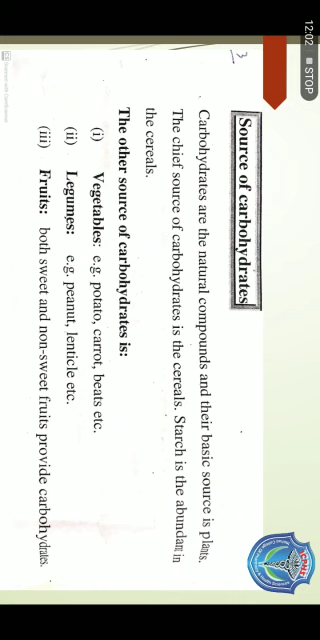 12:02 STOP
3
Source of carbohydrates
Carbohydrates are the natural compounds and their basic source is plants.
The chief source of carbohydrates is the cereals. Starch is the abundant in
the cereals.
The other source of carbohydrates is:
(i) Vegetables: e.g. potato, carrot, beats etc.
(ii) Legumes: e.g. peanut, lenticle etc.
(iii) Fruits: both sweet and non-sweet fruits provide carbohydrates.